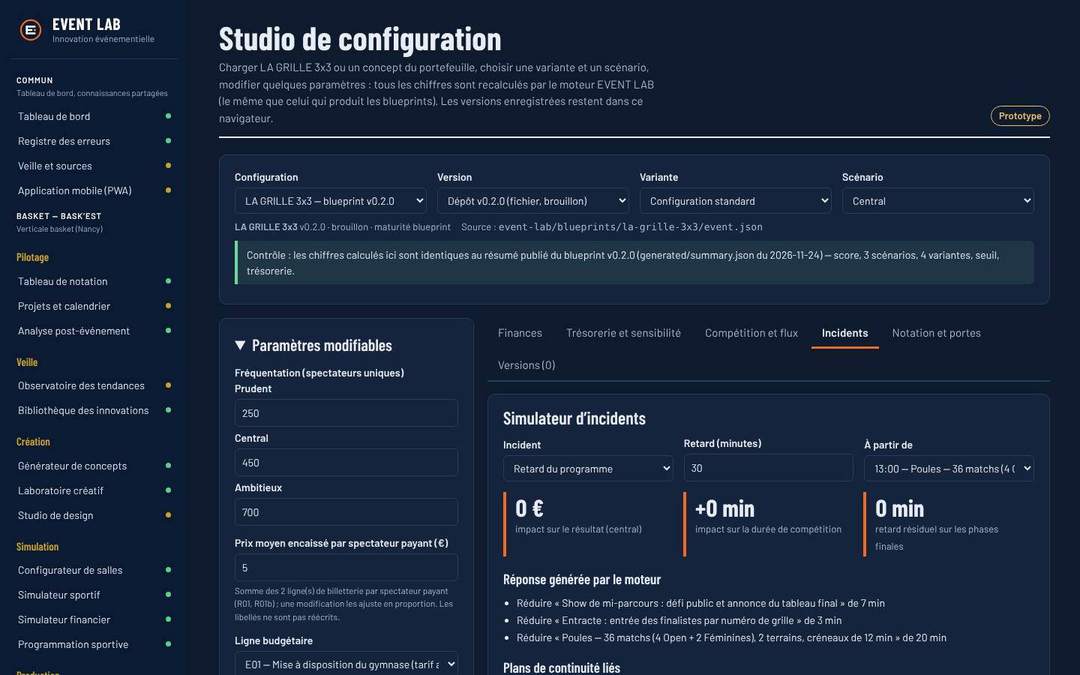 EVENT LAB
Innovation événementielle
COMMUN
Tableau de bord, connaissances partagées
Tableau de bord
Registre des erreurs
Veille et sources
Application mobile (PWA)
BASKET — BASK'EST
Verticale basket (Nancy)
Pilotage
Tableau de notation
Projets et calendrier
Analyse post-événement
Veille
Observatoire des tendances
Bibliothèque des innovations
Création
Générateur de concepts
Laboratoire créatif
Studio de design
Simulation
Configurateur de salles
Simulateur sportif
Simulateur financier
Programmation sportive
Production
Studio de configuration
Charger LA GRILLE 3x3 ou un concept du portefeuille, choisir une variante et un scénario,
modifier quelques paramètres : tous les chiffres sont recalculés par le moteur EVENT LAB
(le même que celui qui produit les blueprints). Les versions enregistrées restent dans ce
navigateur.
Prototype
Configuration
Version
Variante
Scénario
LA GRILLE 3x3 — blueprint v0.2.0
Dépôt v0.2.0 (fichier, brouillon)
Configuration standard
Central
LA GRILLE 3x3 v0.2.0 · brouillon · maturité blueprint Source : event-lab/blueprints/la-grille-3x3/event.json
Contrôle : les chiffres calculés ici sont identiques au résumé publié du blueprint v0.2.0 (generated/summary.json du 2026-11-24) — score, 3 scénarios, 4 variantes, seuil,
trésorerie.
▼ Paramètres modifiables
Fréquentation (spectateurs uniques)
Prudent
250
Central
450
Ambitieux
700
Prix moyen encaissé par spectateur payant (€)
5
Somme des 2 ligne(s) de billetterie par spectateur payant
(R01, R01b) ; une modification les ajuste en proportion. Les
libellés ne sont pas réécrits.
Ligne budgétaire
E01 — Mise à disposition du gymnase (tarif a
Finances
Trésorerie et sensibilité
Compétition et flux
Incidents
Notation et portes
Versions (0)
Simulateur d'incidents
Incident
Retard (minutes)
À partir de
Retard du programme
30
13:00 — Poules — 36 matchs (4 (
0 €
impact sur le résultat (central)
+0 min
impact sur la durée de compétition
0 min
retard résiduel sur les phases
finales
Réponse générée par le moteur
• Réduire « Show de mi-parcours : défi public et annonce du tableau final » de 7 min
• Réduire « Entracte : entrée des finalistes par numéro de grille » de 3 min
• Réduire « Poules — 36 matchs (4 Open + 2 Féminines), 2 terrains, créneaux de 12 min » de 20 min
Plans de continuité liés